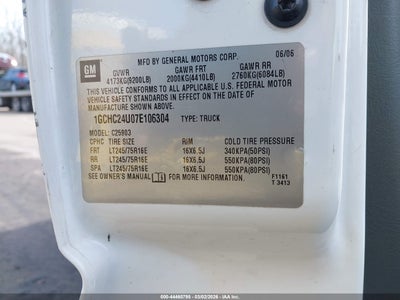 GM
MFD BY GENERAL MOTORS CORP.
06/06
GVWR GAWR FRT GAWR RR
4173KG(9200LB) 2000KG(4410LB) 2760KG(6084LB)
THIS VEHICLE CONFORMS TO ALL APPLICABLE U.S. FEDERAL MOTOR
VEHICLE SAFETY STANDARDS IN EFFECT ON THE DATE OF
MANUFACTURE SHOWN ABOVE.
1GCHC24U07E106304 TYPE: TRUCK
MODEL: C25903
CPHC TIRE SIZE RIM COLD TIRE PRESSURE
FRT LT245/75R16E 16X6.5J 340KPA(50PSI)
RR LT245/75R16E 16X6.5J 550KPA(80PSI)
SPA LT245/75R16E 16X6.5J 550KPA(80PSI)
SEE OWNER'S MANUAL FOR ADDITIONAL INFORMATION.
F1161
T 3413
000-44460790 - 03/02/2026 - Copyright IAA, Inc.